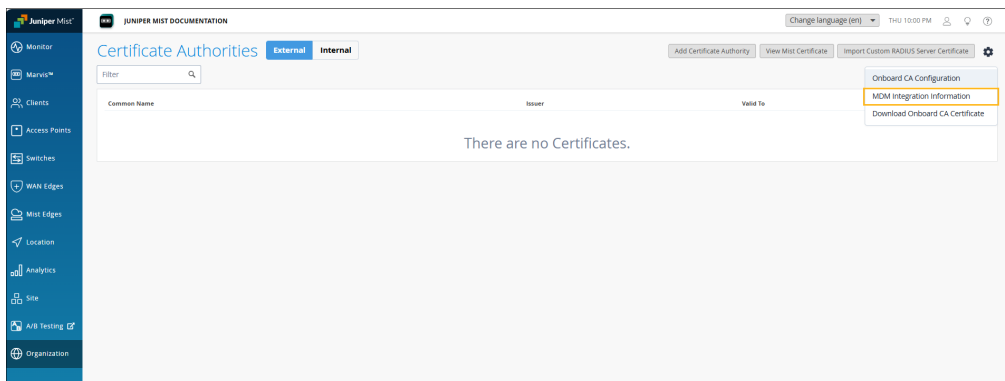 Juniper Mist™
JUNIPER MIST DOCUMENTATION
Change language (en)
THU 10:00 PM
Monitor
Marvis™
Clients
Access Points
Switches
WAN Edges
Mist Edges
Location
Analytics
Site
A/B Testing
Organization
Certificate Authorities
External
Internal
Add Certificate Authority
View Mist Certificate
Import Custom RADIUS Server Certificate
Filter
Onboard CA Configuration
MDM Integration Information
Download Onboard CA Certificate
Common Name
Issuer
Valid To
There are no Certificates.